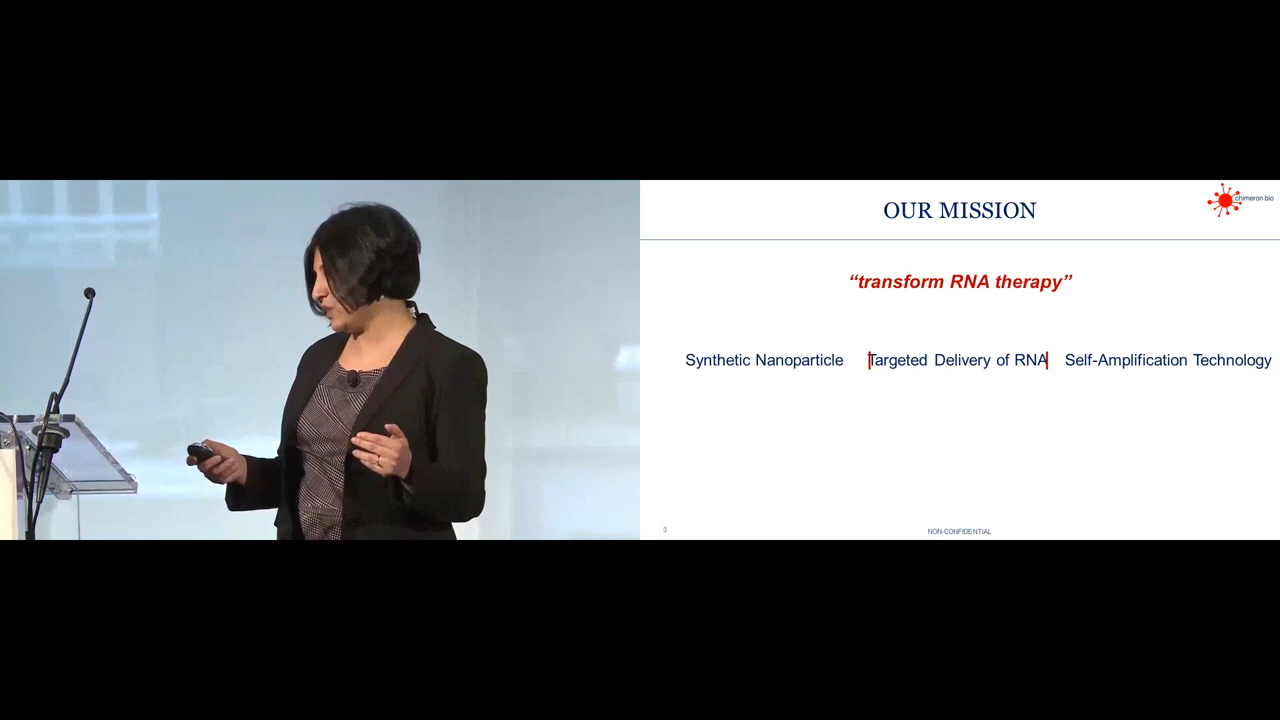 OUR MISSION
chimeron bio
“transform RNA therapy”
Synthetic Nanoparticle
Targeted Delivery of RNA
Self-Amplification Technology
3
NON-CONFIDENTIAL